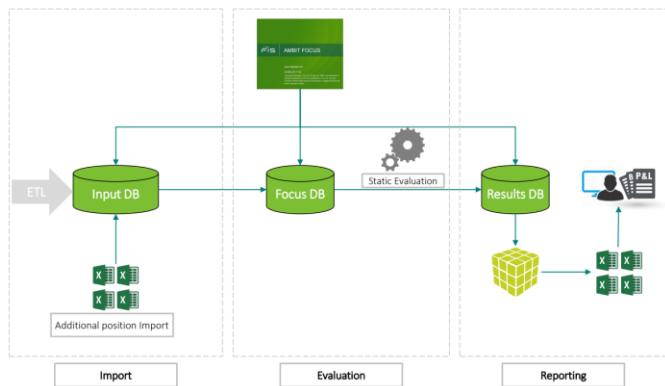 FIS AMBIT FOCUS
ETL
Input DB
Focus DB
Static Evaluation
Results DB
P&L
Additional position Import
Import
Evaluation
Reporting